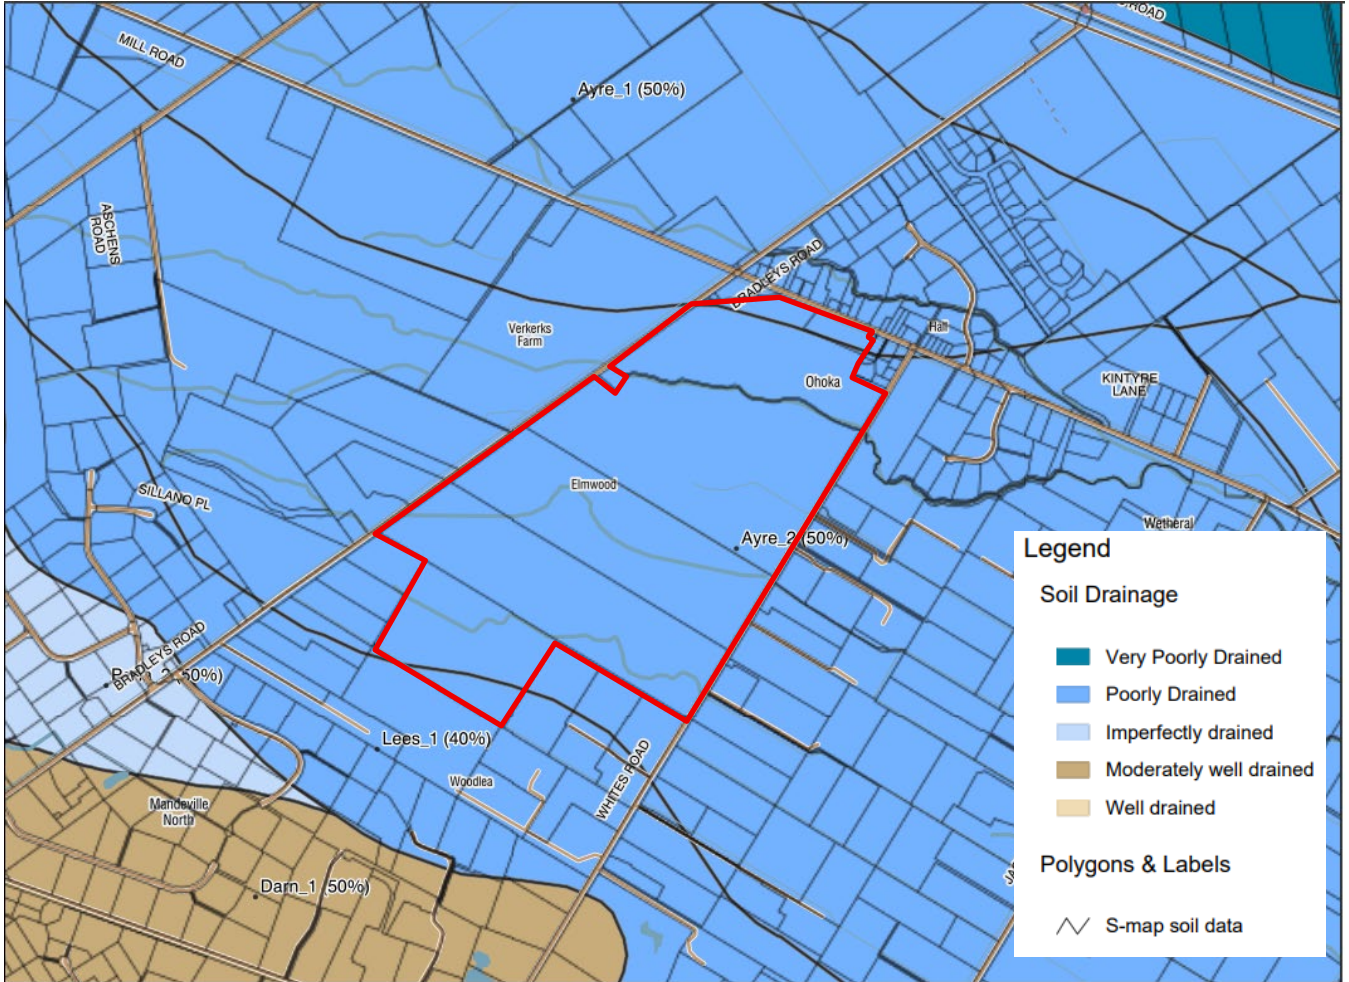 ROAD
MILL ROAD
Ayre_1 (50%)
ASCHENS
ROAD
BRADLEYS ROAD
Verkerks
Farm
Hall
Ohoka
KINTYRE
LANE
Elmwood
SILLANO PL
Wetheral
Ayre_2 (50%)
BRADLEYS ROAD
(50%)
Lees_1 (40%)
Woodlea
WHITES ROAD
Mandeville
North
Darn_1 (50%)
Legend
Soil Drainage
Very Poorly Drained
Poorly Drained
Imperfectly drained
Moderately well drained
Well drained
Polygons & Labels
S-map soil data